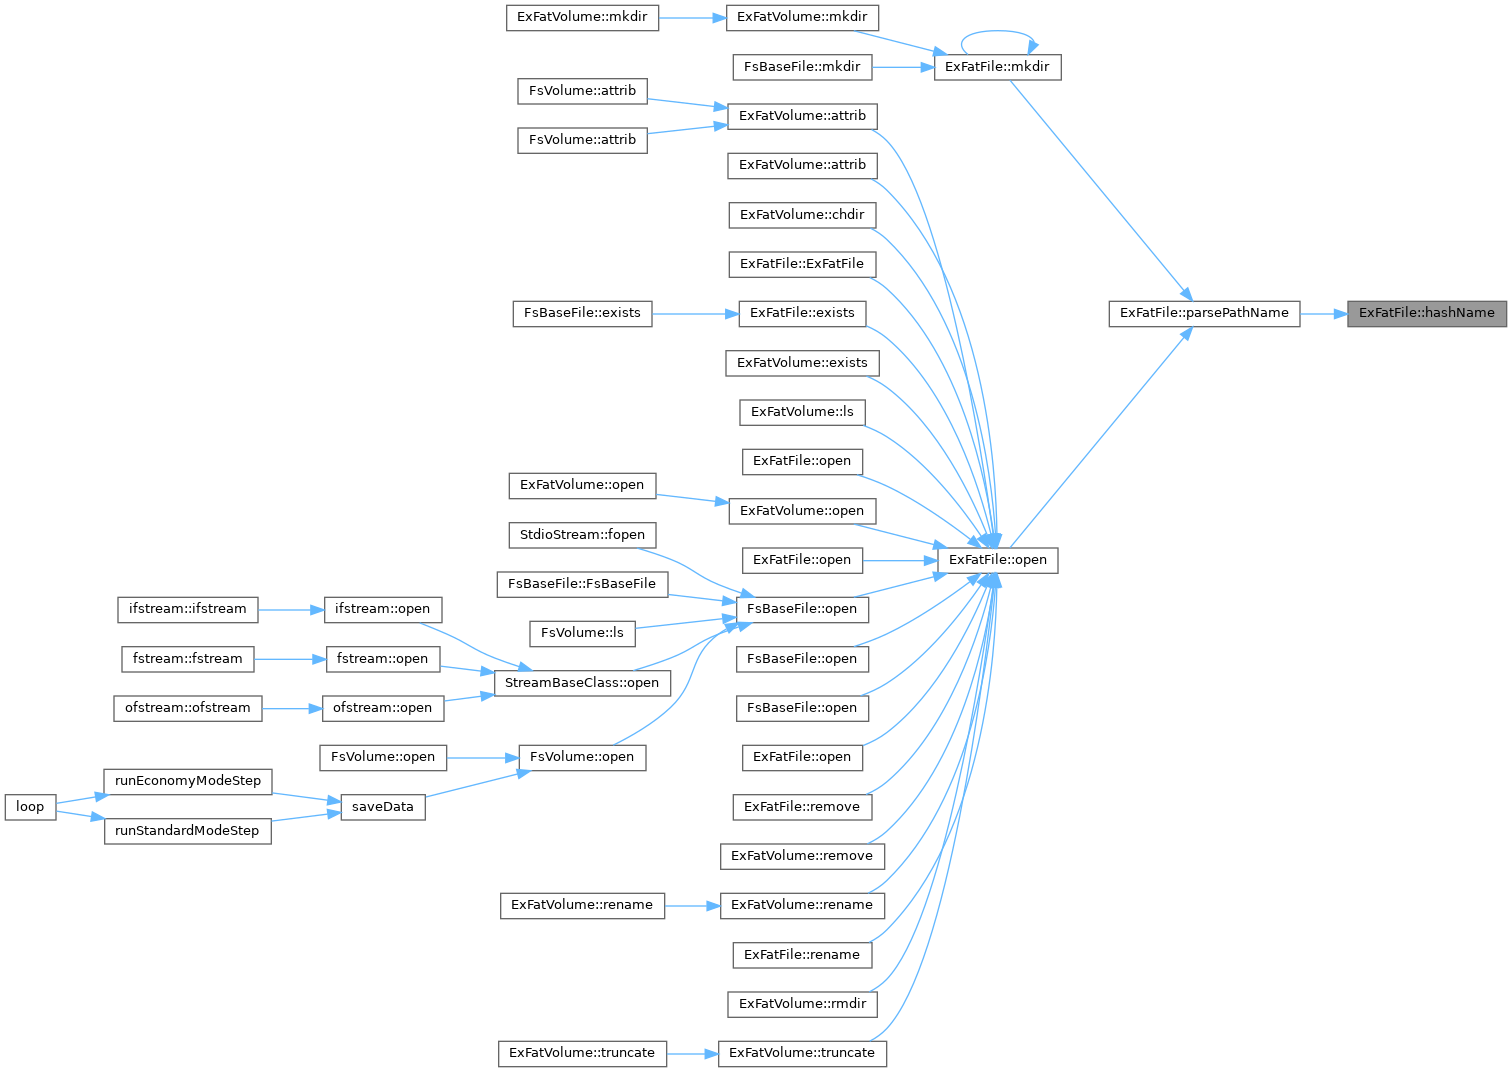 ExFatVolume::mkdir
ExFatVolume::mkdir
FsBaseFile::mkdir
ExFatFile::mkdir
FsVolume::attrib
ExFatVolume::attrib
FsVolume::attrib
ExFatVolume::attrib
ExFatVolume::chdir
ExFatFile::ExFatFile
FsBaseFile::exists
ExFatFile::exists
ExFatFile::parsePathName
ExFatFile::hashName
ExFatVolume::exists
ExFatVolume::ls
ExFatFile::open
ExFatVolume::open
ExFatVolume::open
StdioStream::fopen
ExFatFile::open
ExFatFile::open
FsBaseFile::FsBaseFile
ifstream::ifstream
ifstream::open
FsBaseFile::open
FsVolume::ls
fstream::fstream
fstream::open
FsBaseFile::open
StreamBaseClass::open
ofstream::ofstream
ofstream::open
FsBaseFile::open
FsVolume::open
FsVolume::open
ExFatFile::open
runEconomyModeStep
loop
saveData
ExFatFile::remove
runStandardModeStep
ExFatVolume::remove
ExFatVolume::rename
ExFatVolume::rename
ExFatFile::rename
ExFatVolume::rmdir
ExFatVolume::truncate
ExFatVolume::truncate